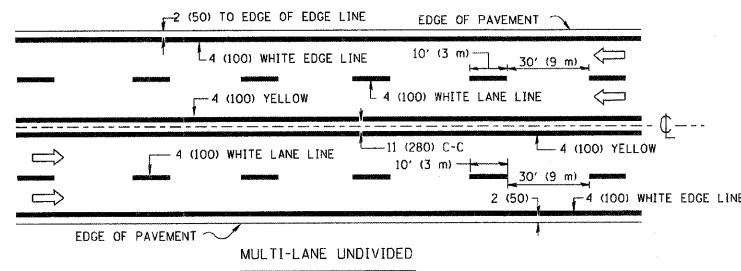 2 (50) TO EDGE OF EDGE LINE
EDGE OF PAVEMENT
4 (100) WHITE EDGE LINE
10' (3 m)
30' (9 m)
4 (100) YELLOW
4 (100) WHITE LANE LINE
℄
4 (100) WHITE LANE LINE
11 (280) C-C
4 (100) YELLOW
10' (3 m)
30' (9 m)
2 (50)
4 (100) WHITE EDGE LINE
EDGE OF PAVEMENT
MULTI-LANE UNDIVIDED